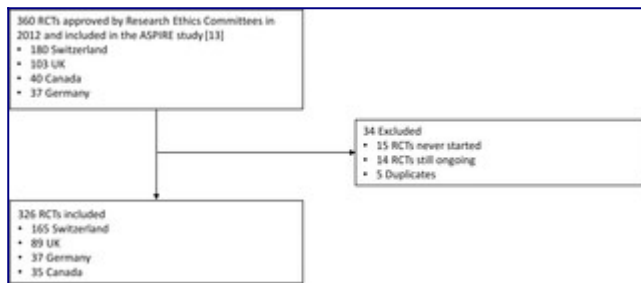 360 RCTs approved by Research Ethics Committees in
2012 and included in the ASPIRE study [13]
• 180 Switzerland
• 103 UK
• 40 Canada
• 37 Germany
34 Excluded
• 15 RCTs never started
• 14 RCTs still ongoing
• 5 Duplicates
326 RCTs included
• 165 Switzerland
• 89 UK
• 37 Germany
• 35 Canada